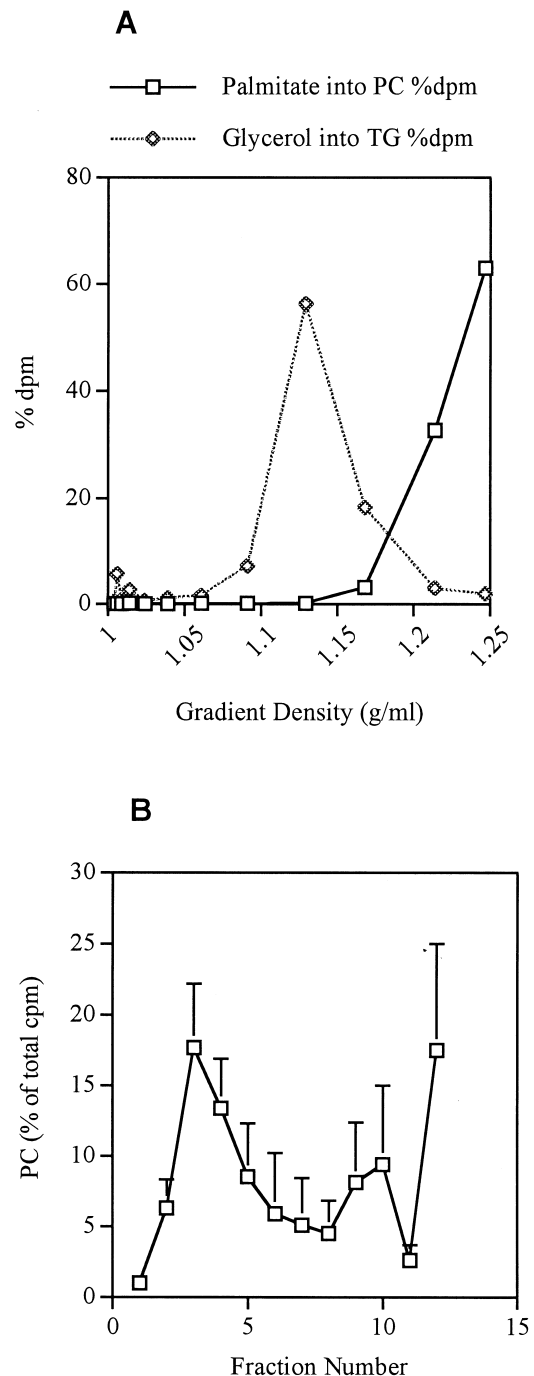 A
Palmitate into PC %dpm
Glycerol into TG %dpm
80
60
40
20
0
% dpm
1
1.05
1.1
1.15
1.2
1.25
Gradient Density (g/ml)
B
30
25
20
15
10
5
0
PC (% of total cpm)
0
5
10
15
Fraction Number